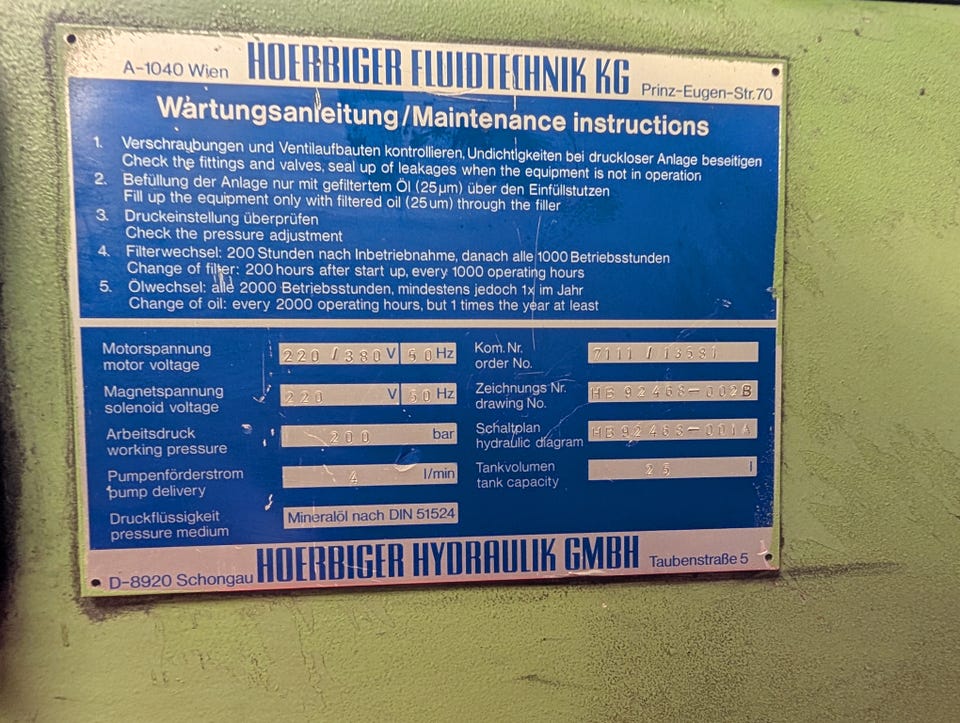 HOERBIGER FLUIDTECHNIK KG
A-1040 Wien
Prinz-Eugen-Str. 70
Wartungsanleitung/Maintenance instructions
1. Verschraubungen und Ventilaufbauten kontrollieren, Undichtigkeiten bei druckloser Anlage beseitigen
Check the fittings and valves, seal up of leakages when the equipment is not in operation
2. Befüllung der Anlage nur mit gefiltertem Öl (25µm) über den Einfüllstutzen
Fill up the equipment only with filtered oil (25um) through the filler
3. Druckeinstellung überprüfen
Check the pressure adjustment
4. Filterwechsel: 200 Stunden nach Inbetriebnahme, danach alle 1000 Betriebsstunden
Change of filter: 200 hours after start up, every 1000 operating hours
5. Ölwechsel: alle 2000 Betriebsstunden, mindestens jedoch 1x im Jahr
Change of oil: every 2000 operating hours, but 1 times the year at least
Motorspannung
motor voltage
220 / 380 V 50 Hz
Magnetspannung
solenoid voltage
220 V 50 Hz
Arbeitsdruck
working pressure
200 bar
Pumpenförderstrom
pump delivery
4 l/min
Druckflüssigkeit
pressure medium
Mineralöl nach DIN 51524
Kom. Nr.
order No.
7111 /
Zeichnungs Nr.
drawing No.
HB 92468-002B
Schaltplan
hydraulic diagram
HB 92468-001A
Tankvolumen
tank capacity
25 l
D-8920 Schongau
HOERBIGER HYDRAULIK GMBH
Taubenstraße 5